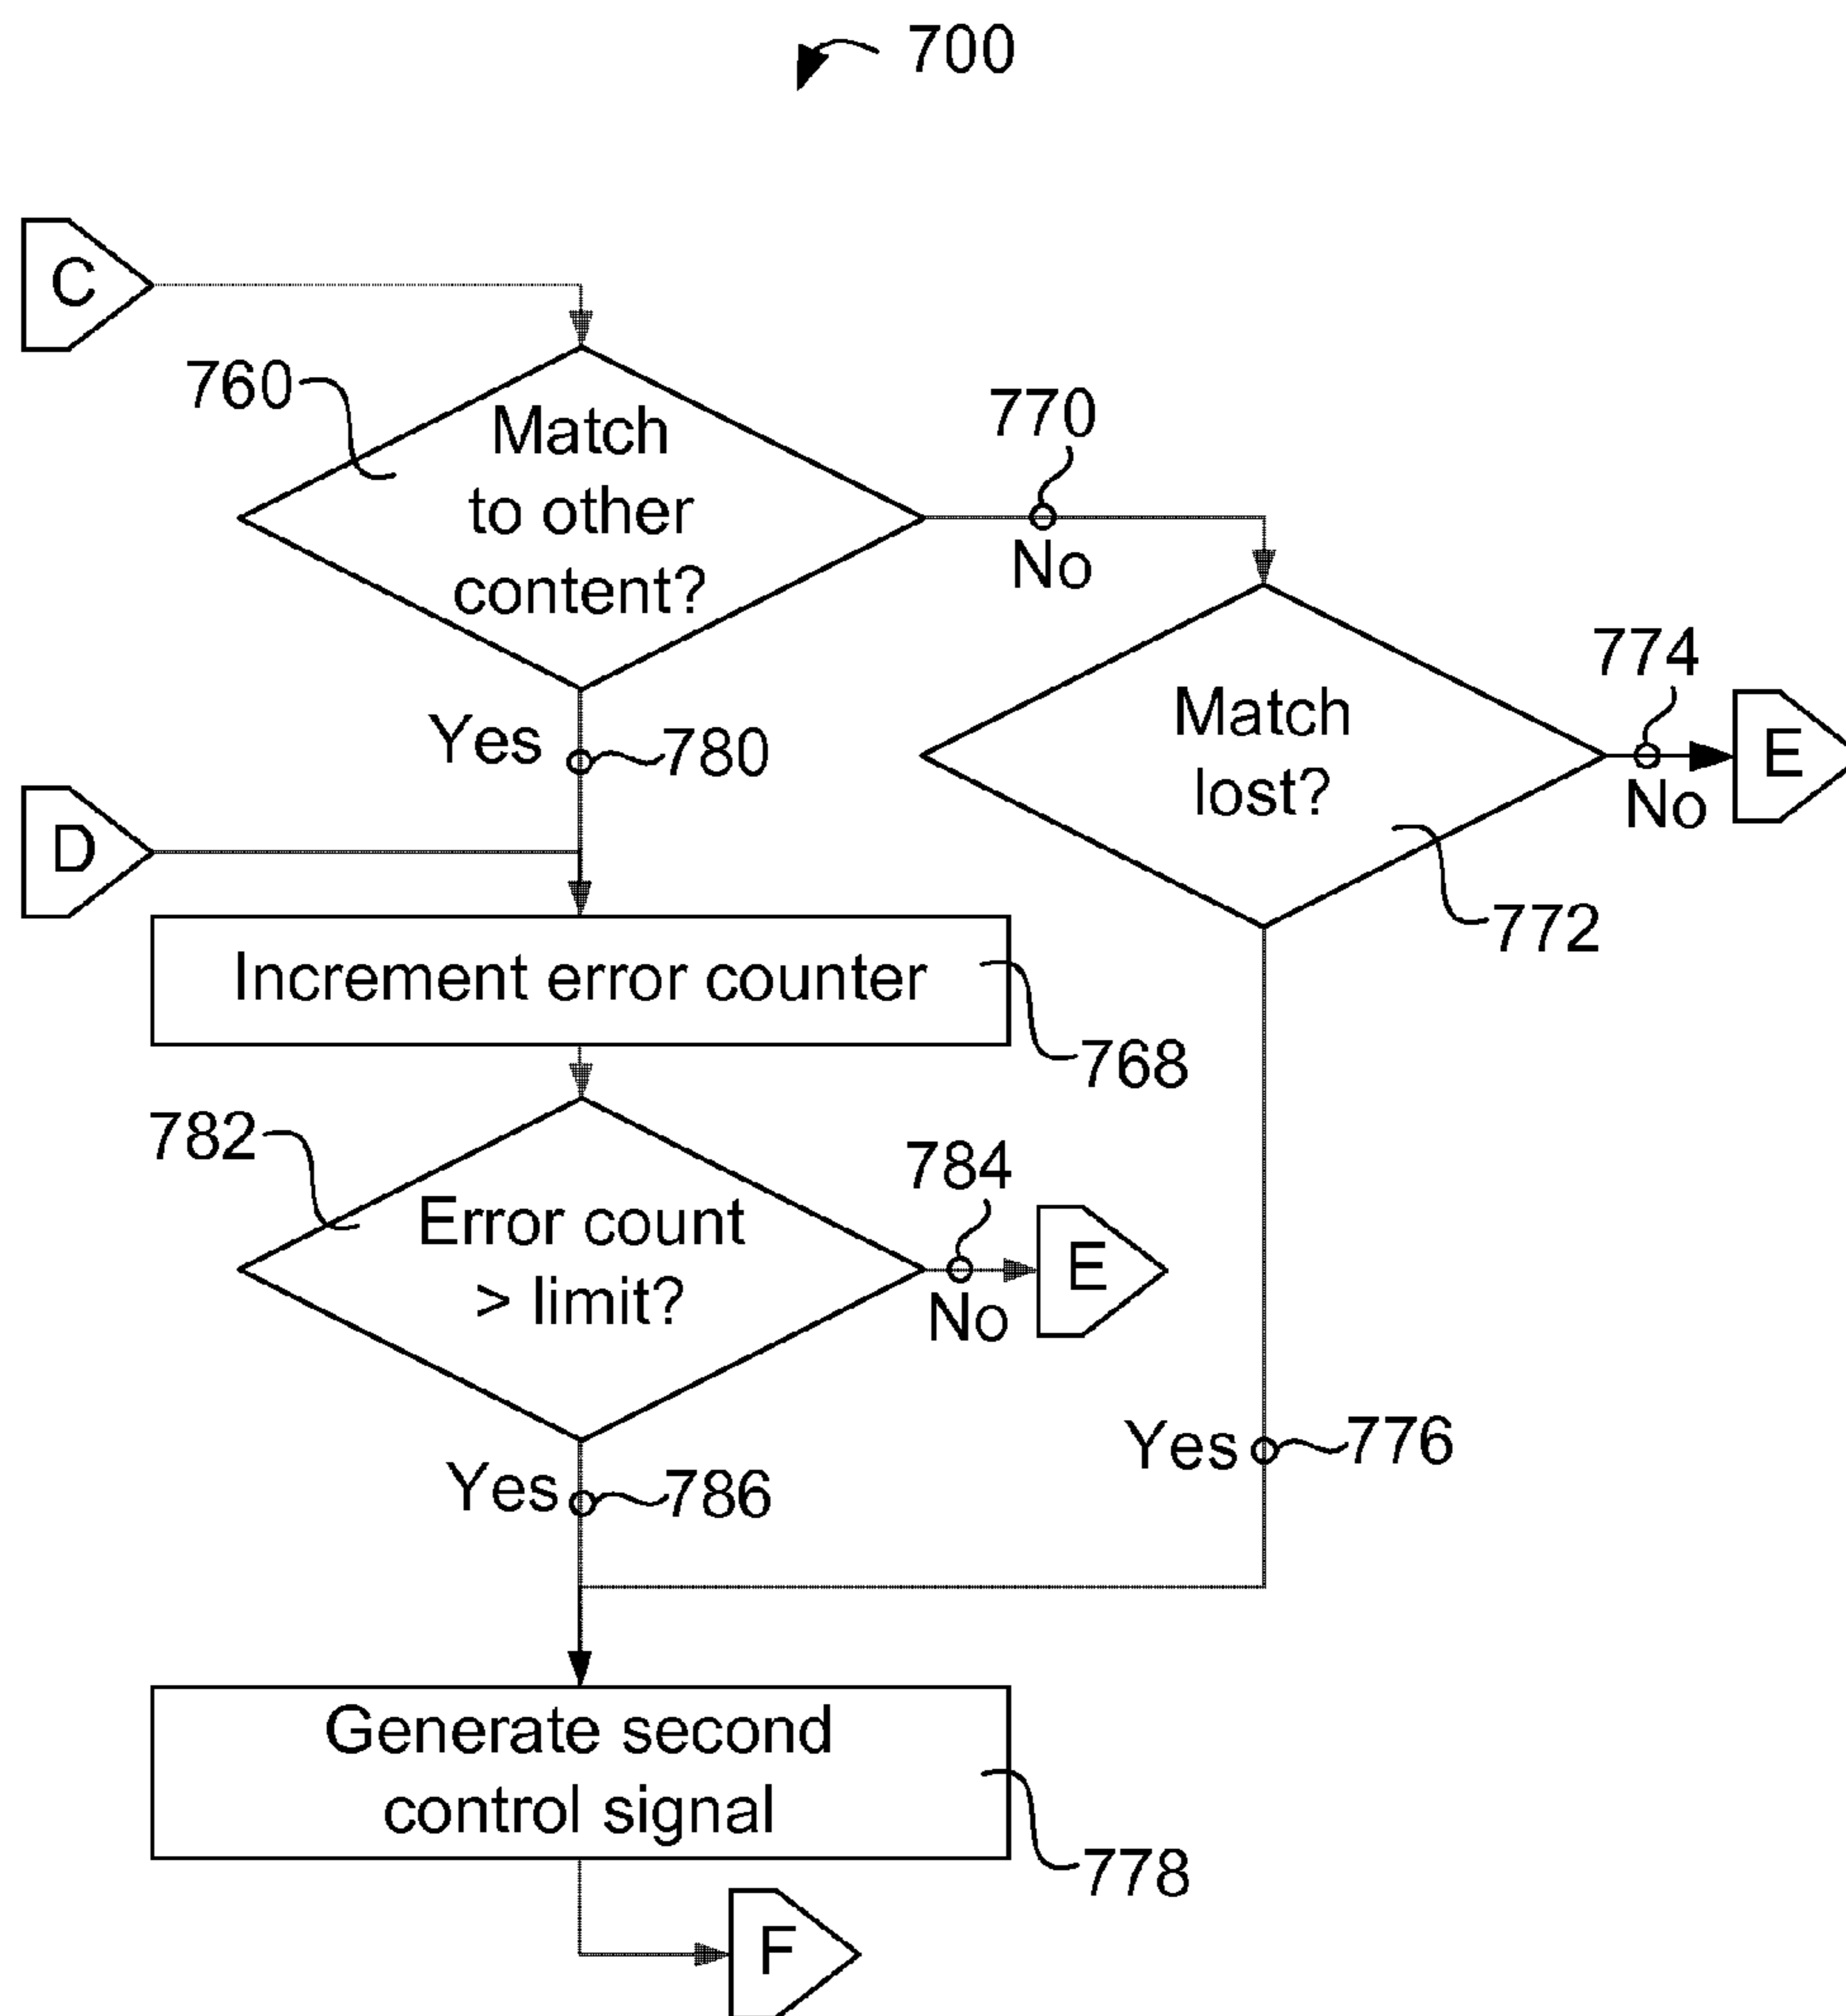 700
C
760
Match
to other
content?
770
No
774
Match
lost?
E
No
Yes
780
D
772
Increment error counter
768
782
Error count
> limit?
784
E
No
Yes
776
Yes
786
Generate second
control signal
778
F